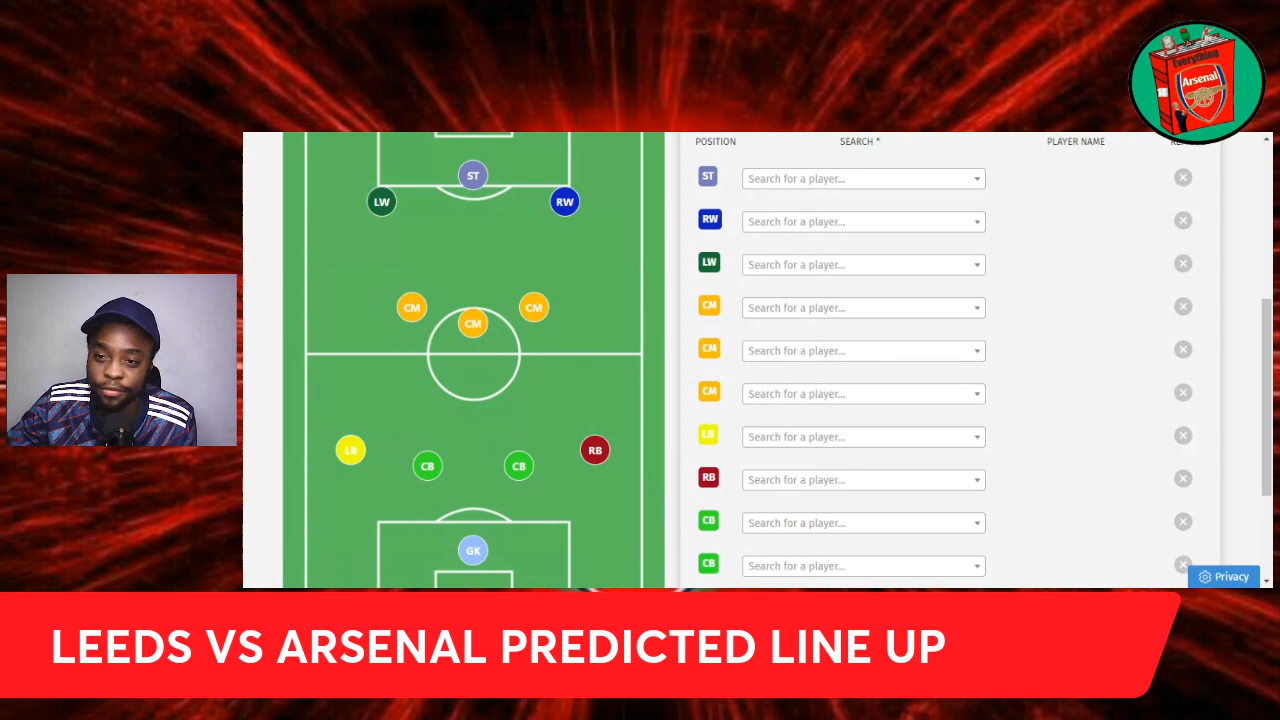 Everything
Arsenal
POSITION SEARCH * PLAYER NAME
ST Search for a player...
RW Search for a player...
LW Search for a player...
CM Search for a player...
CM Search for a player...
CM Search for a player...
LB Search for a player...
RB Search for a player...
CB Search for a player...
CB Search for a player...
ST
LW RW
CM CM
CM
LB RB
CB CB
GK
Privacy
LEEDS VS ARSENAL PREDICTED LINE UP